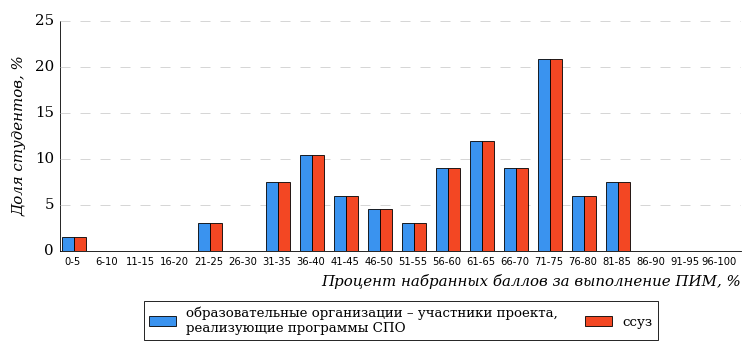 25
20
15
10
5
0
Доля студентов, %
0-5 6-10 11-15 16-20 21-25 26-30 31-35 36-40 41-45 46-50 51-55 56-60 61-65 66-70 71-75 76-80 81-85 86-90 91-95 96-100
Процент набранных баллов за выполнение ПИМ, %
образовательные организации – участники проекта,
реализующие программы СПО
ссуз